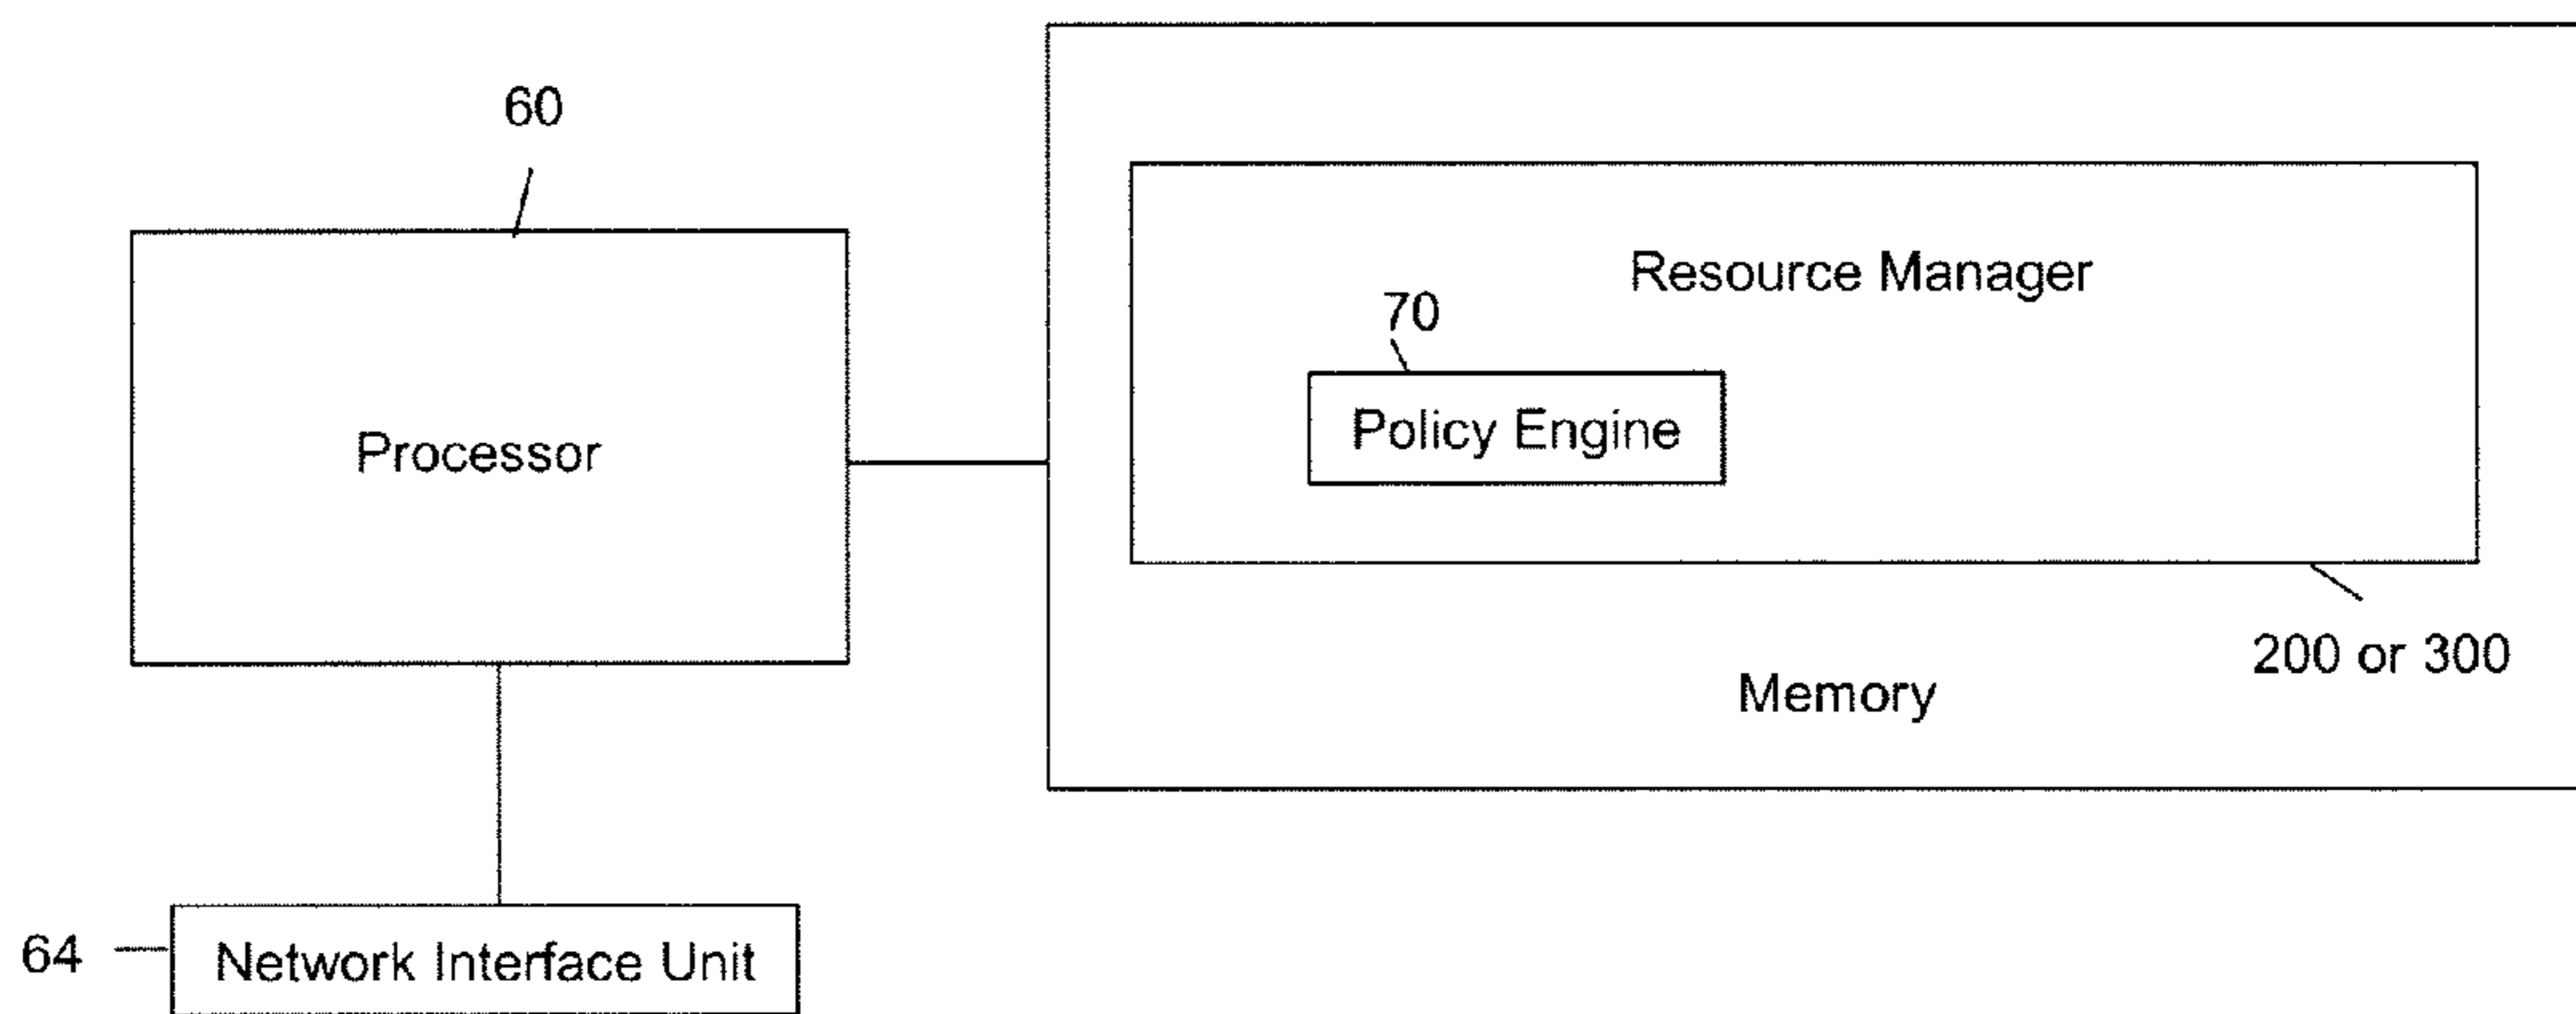 60
Processor
Resource Manager
70
Policy Engine
200 or 300
Memory
64
Network Interface Unit